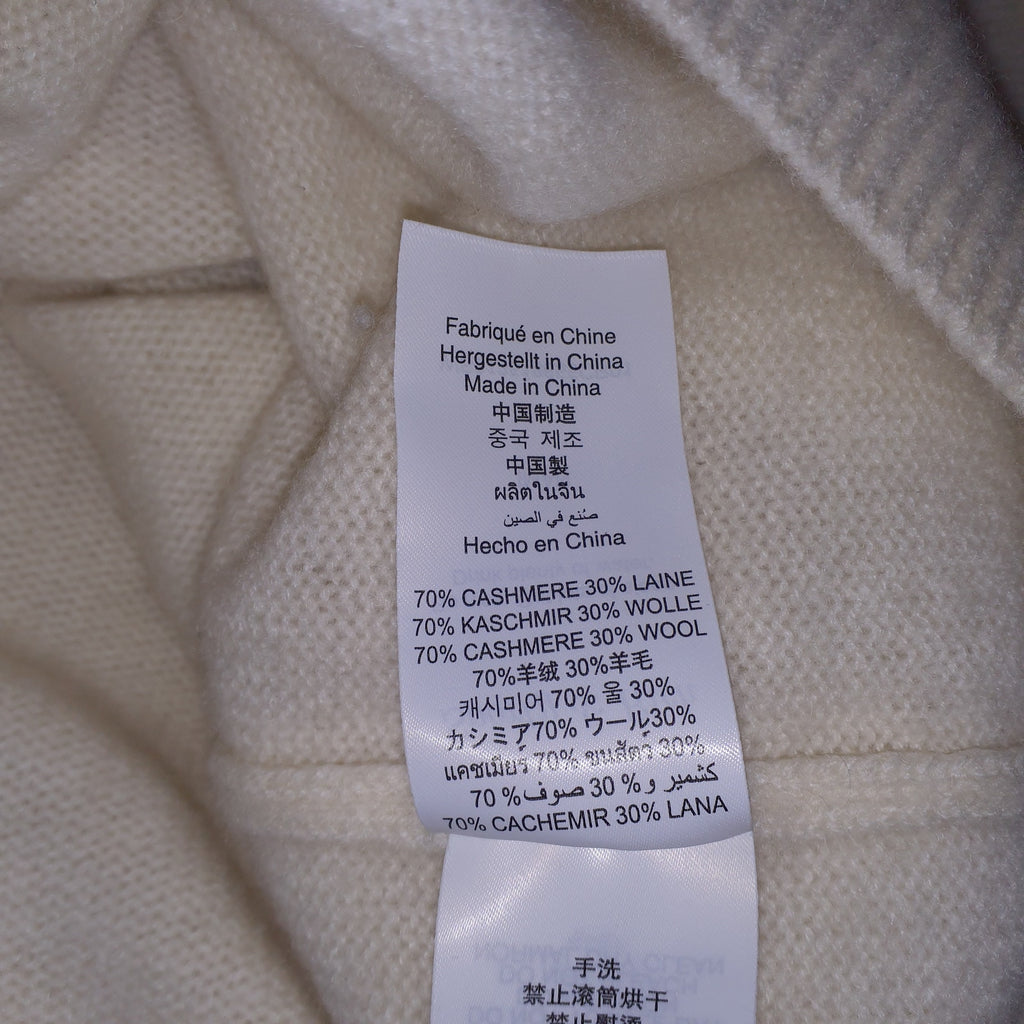 Fabriqué en Chine
Hergestellt in China
Made in China
中国制造
중국 제조
中国製
ผลิตในจีน
صُنع في الصين
Hecho en China
70% CASHMERE 30% LAINE
70% KASCHMIR 30% WOLLE
70% CASHMERE 30% WOOL
70%羊绒 30%羊毛
캐시미어 70% 울 30%
カシミア70% ウール30%
แคชเมียร์ 70% ขนสัตว์ 30%
كشمير و% 30 صوف% 70
70% CACHEMIR 30% LANA
手洗
禁止滚筒烘干
禁止熨烫